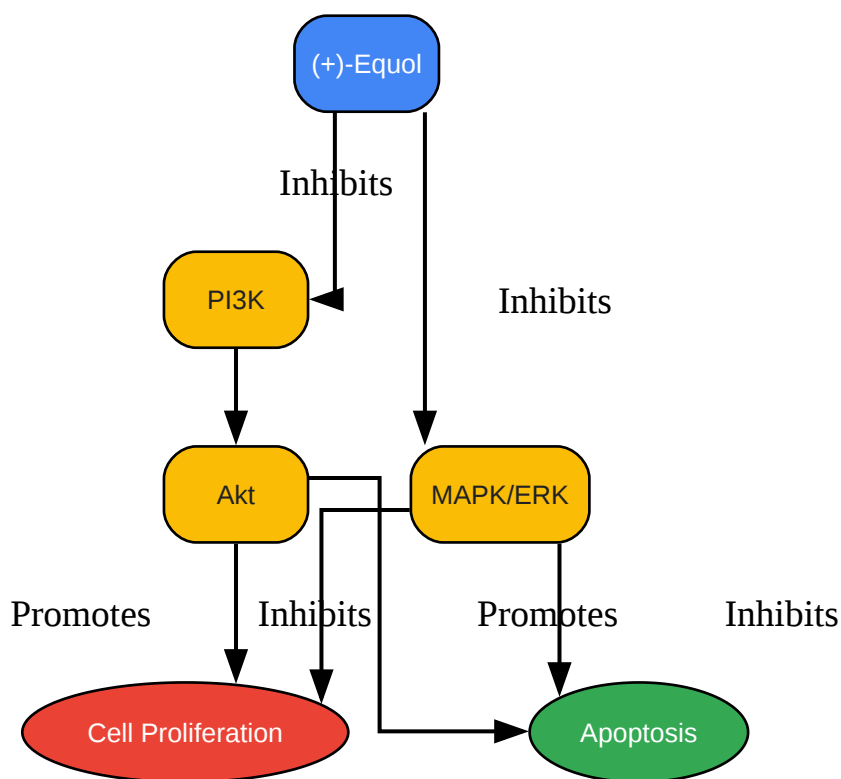 (+)-Equol
Inhibits
PI3K
Inhibits
Akt
MAPK/ERK
Promotes
Inhibits
Promotes
Inhibits
Cell Proliferation
Apoptosis